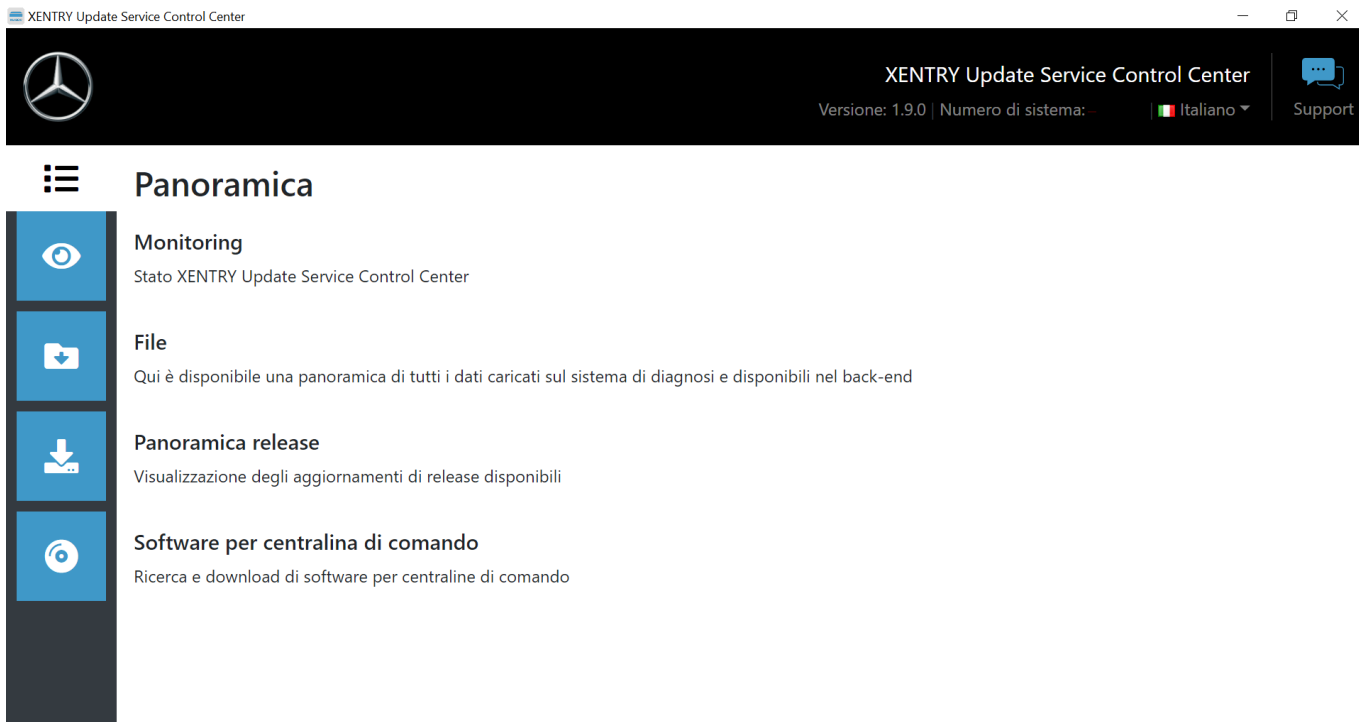 XENTRY Update Service Control Center
XENTRY Update Service Control Center
Versione: 1.9.0 | Numero di sistema: | Italiano
Support
Panoramica
Monitoring
Stato XENTRY Update Service Control Center
File
Qui è disponibile una panoramica di tutti i dati caricati sul sistema di diagnosi e disponibili nel back-end
Panoramica release
Visualizzazione degli aggiornamenti di release disponibili
Software per centralina di comando
Ricerca e download di software per centraline di comando